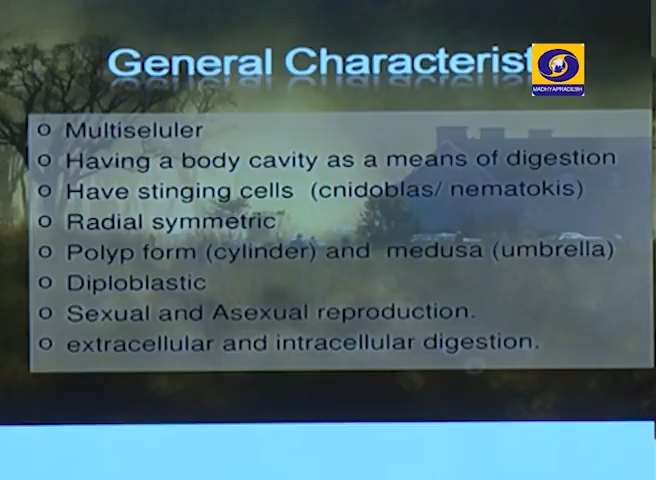 General Characterist
MADHYAPRADESH
o Multiseluler
o Having a body cavity as a means of digestion
o Have stinging cells (cnidoblas/ nematokis)
o Radial symmetric
o Polyp form (cylinder) and medusa (umbrella)
o Diploblastic
o Sexual and Asexual reproduction.
o extracellular and intracellular digestion.